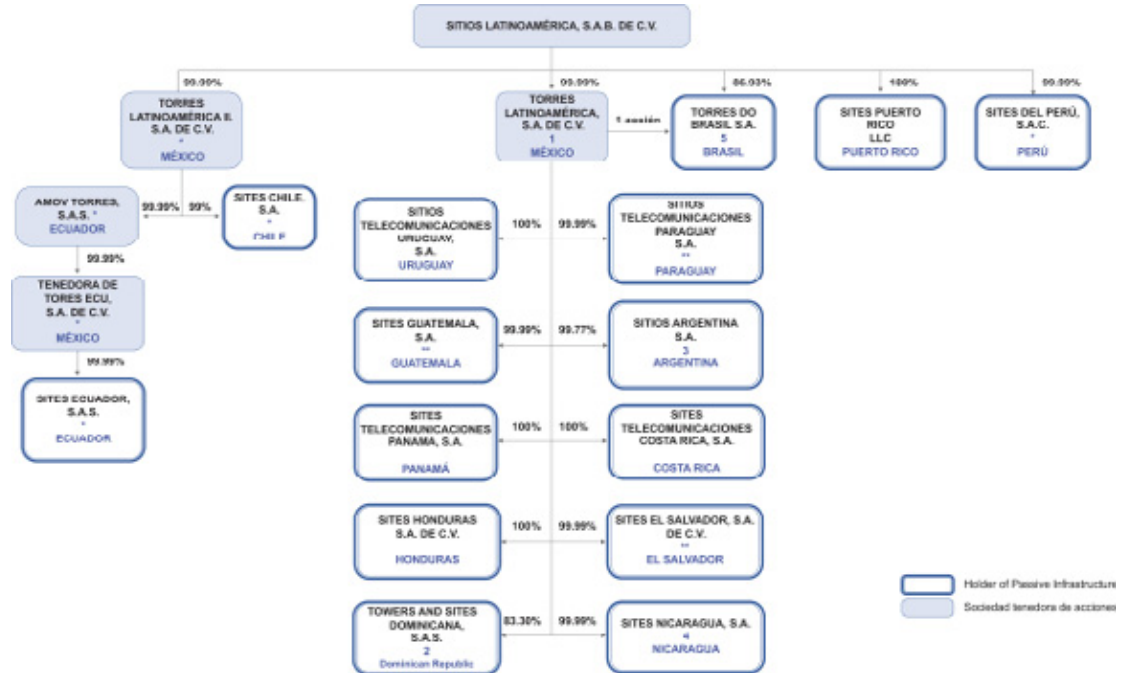 SITIOS LATINOAMÉRICA, S.A.B. DE C.V.
99.99%
99.99%
86.93%
100%
99.99%
TORRES
LATINOAMÉRICA II.
S.A. DE C.V.
*
MÉXICO
TORRES
LATINOAMÉRICA,
S.A. DE C.V.
1
MÉXICO
1 acción
TORRES DO
BRASIL S.A.
5
BRASIL
SITES PUERTO
RICO
LLC
PUERTO RICO
SITES DEL PERÚ,
S.A.C.
*
PERÚ
AMOV TORRES,
S.A.S. *
ECUADOR
99.99%
99%
SITES CHILE,
S.A.
*
CHILE
99.99%
TENEDORA DE
TORES ECU,
S.A. DE C.V.
*
MÉXICO
99.99%
SITES ECUADOR,
S.A.S.
*
ECUADOR
SITIOS
TELECOMUNICACIONES
URUGUAY,
S.A.
URUGUAY
100%
99.99%
SITIOS
TELECOMUNICACIONES
PARAGUAY
S.A.
**
PARAGUAY
SITES GUATEMALA,
S.A.
**
GUATEMALA
99.99%
99.77%
SITIOS ARGENTINA
S.A.
3
ARGENTINA
SITES
TELECOMUNICACIONES
PANAMA, S.A.
PANAMÁ
100%
100%
SITES
TELECOMUNICACIONES
COSTA RICA, S.A.
COSTA RICA
SITES HONDURAS
S.A. DE C.V.
HONDURAS
100%
99.99%
SITES EL SALVADOR, S.A.
DE C.V.
**
EL SALVADOR
TOWERS AND SITES
DOMINICANA,
S.A.S.
2
Dominican Republic
83.30%
99.99%
SITES NICARAGUA, S.A.
4
NICARAGUA
Holder of Passive Infrastructure
Sociedad tenedora de acciones